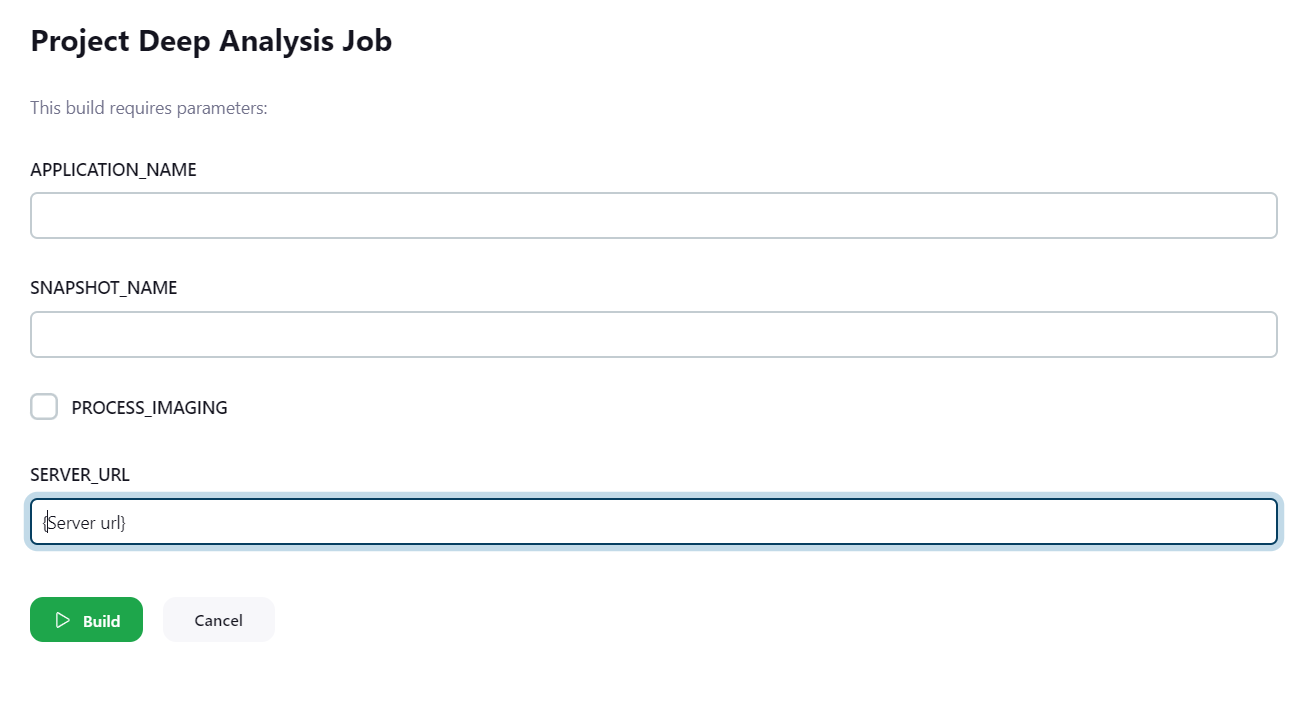 Project Deep Analysis Job
This build requires parameters:
APPLICATION_NAME
SNAPSHOT_NAME
PROCESS_IMAGING
SERVER_URL
{Server url}
Build
Cancel